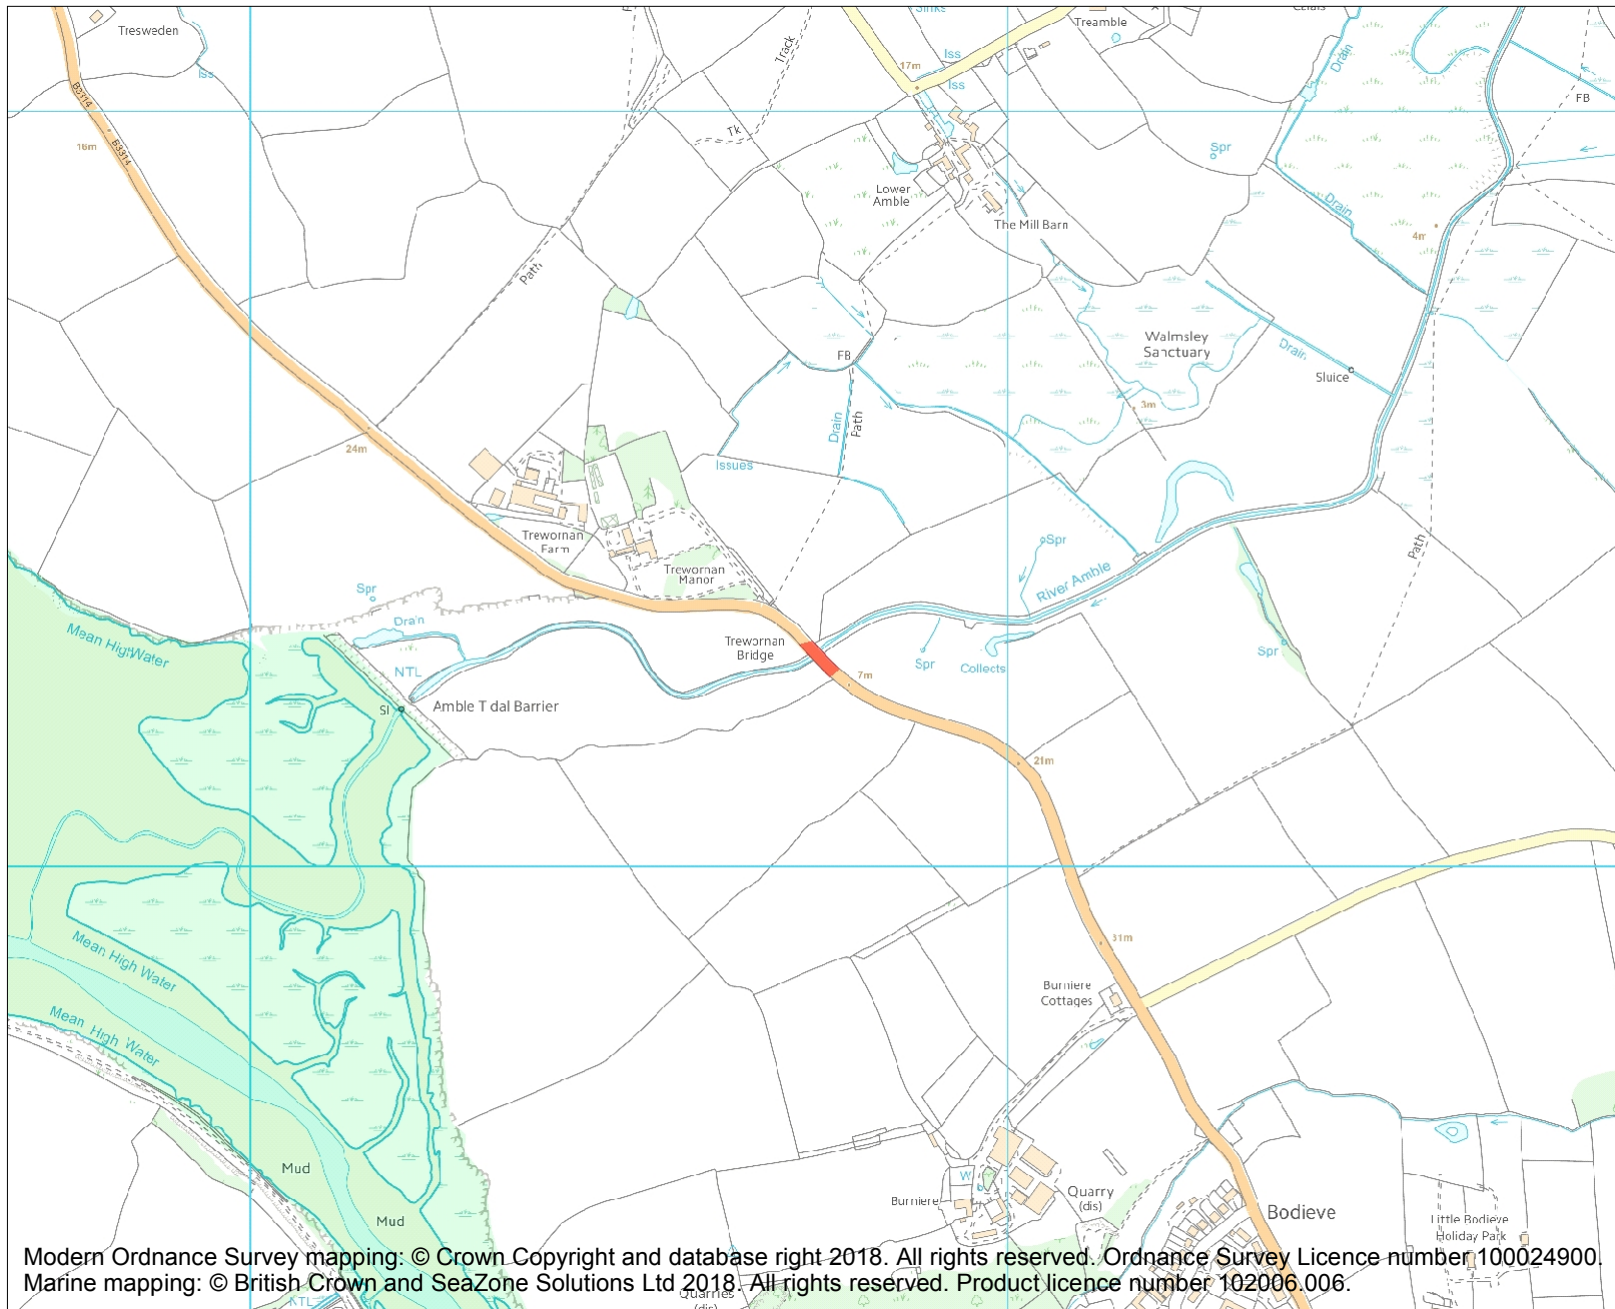 Tresweden
Iss
B3314
B3314
16m
Track
Tk
Sinks
Treamble
17m
Iss
Iss
Drain
FB
Spr
Lower
Amble
The Mill Barn
Drain
4m
Path
Walmsley
Sanctuary
Drain
Sluice
FB
3m
Drain
Path
24m
Issues
Trewornan
Farm
Trewornan
Manor
Spr
River Amble
Path
Spr
Drain
Mean High Water
NTL
Trewornan
Bridge
Spr
Collects
Spr
7m
Sl
Amble T dal Barrier
21m
31m
Mean High Water
Burniere
Cottages
Mean High Water
Mud
W
Burniere
Quarry
(dis)
Mud
Bodieve
Little Bodieve
Holiday Park
Modern Ordnance Survey mapping: © Crown Copyright and database right 2018. All rights reserved. Ordnance Survey Licence number 100024900.
Marine mapping: © British Crown and SeaZone Solutions Ltd 2018. All rights reserved. Product licence number 102006.006.
Quarries
(dis)
NTL